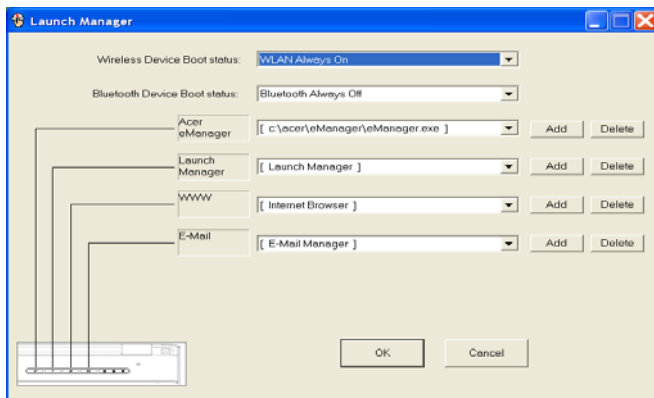 Launch Manager
Wireless Device Boot status: WLAN Always On
Bluetooth Device Boot status: Bluetooth Always Off
Acer eManager [ c:\acer\eManager\eManager.exe ] Add Delete
Launch Manager [ Launch Manager ] Add Delete
WWW [ Internet Browser ] Add Delete
E-Mail [ E-Mail Manager ] Add Delete
OK Cancel